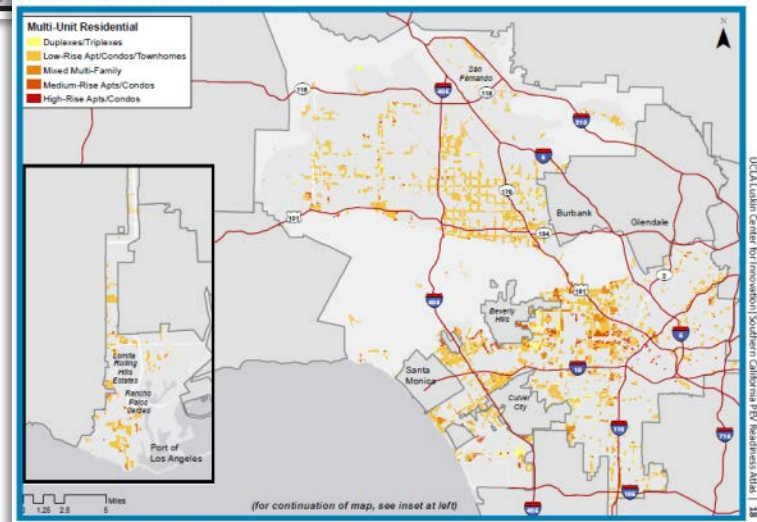 Multi-Unit Residential
Duplexes/Triplexes
Low-Rise Apt/Condos/Townhomes
Mixed Multi-Family
Medium-Rise Apts/Condos
High-Rise Apts/Condos
N
San
Fernando
118
118
405
210
5
170
101
134
Burbank
Glendale
2
101
405
Beverly
Hills
5
Santa
Monica
10
Culver
City
110
710
105
405
Lomita
Rolling
Hills
Estates
Rancho
Palos
Verdes
Port of
Los Angeles
Miles
0 1.25 2.5 5
(for continuation of map, see inset at left)
UCLA Luskin Center for Innovation| Southern California PEV Readiness Atlas | 18